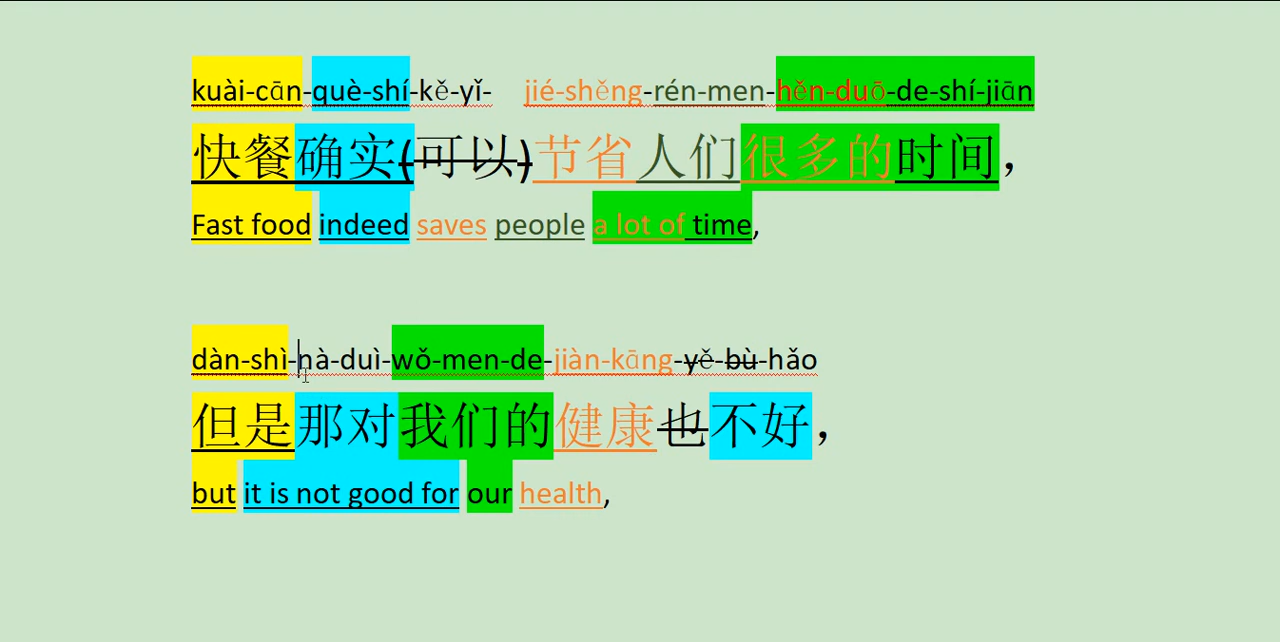 kuài-cān-què-shí-kě-yǐ- jié-shěng-rén-men-hěn-duō-de-shí-jiān
快餐确实(可以)节省人们很多的时间，
Fast food indeed saves people a lot of time,
dàn-shì-nà-duì-wǒ-men-de-jiàn-kāng-yě-bù-hǎo
但是那对我们的健康也不好，
but it is not good for our health,